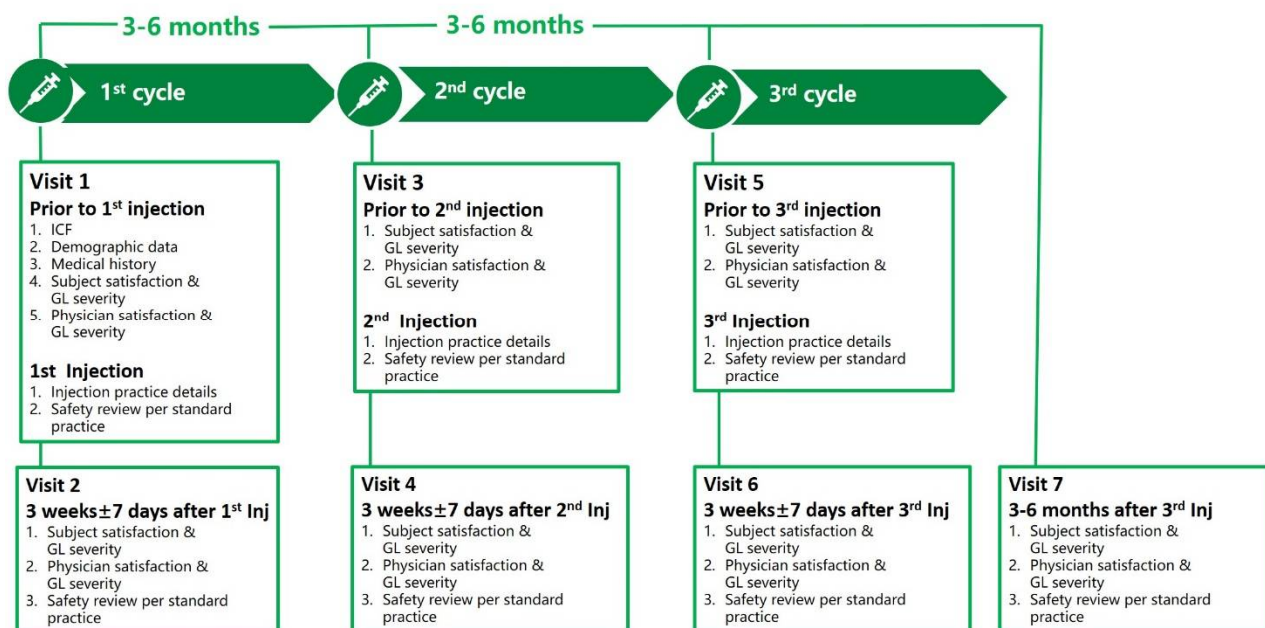 3-6 months
3-6 months
1st cycle
2nd cycle
3rd cycle
Visit 1
Prior to 1st injection
1. ICF
2. Demographic data
3. Medical history
4. Subject satisfaction &
GL severity
5. Physician satisfaction &
GL severity
1st Injection
1. Injection practice details
2. Safety review per standard
practice
Visit 3
Prior to 2nd injection
1. Subject satisfaction &
GL severity
2. Physician satisfaction &
GL severity
2nd Injection
1. Injection practice details
2. Safety review per standard
practice
Visit 5
Prior to 3rd injection
1. Subject satisfaction &
GL severity
2. Physician satisfaction &
GL severity
3rd Injection
1. Injection practice details
2. Safety review per standard
practice
Visit 2
3 weeks±7 days after 1st Inj
1. Subject satisfaction &
GL severity
2. Physician satisfaction &
GL severity
3. Safety review per standard
practice
Visit 4
3 weeks±7 days after 2nd Inj
1. Subject satisfaction &
GL severity
2. Physician satisfaction &
GL severity
3. Safety review per standard
practice
Visit 6
3 weeks±7 days after 3rd Inj
1. Subject satisfaction &
GL severity
2. Physician satisfaction &
GL severity
3. Safety review per standard
practice
Visit 7
3-6 months after 3rd Inj
1. Subject satisfaction &
GL severity
2. Physician satisfaction &
GL severity
3. Safety review per standard
practice